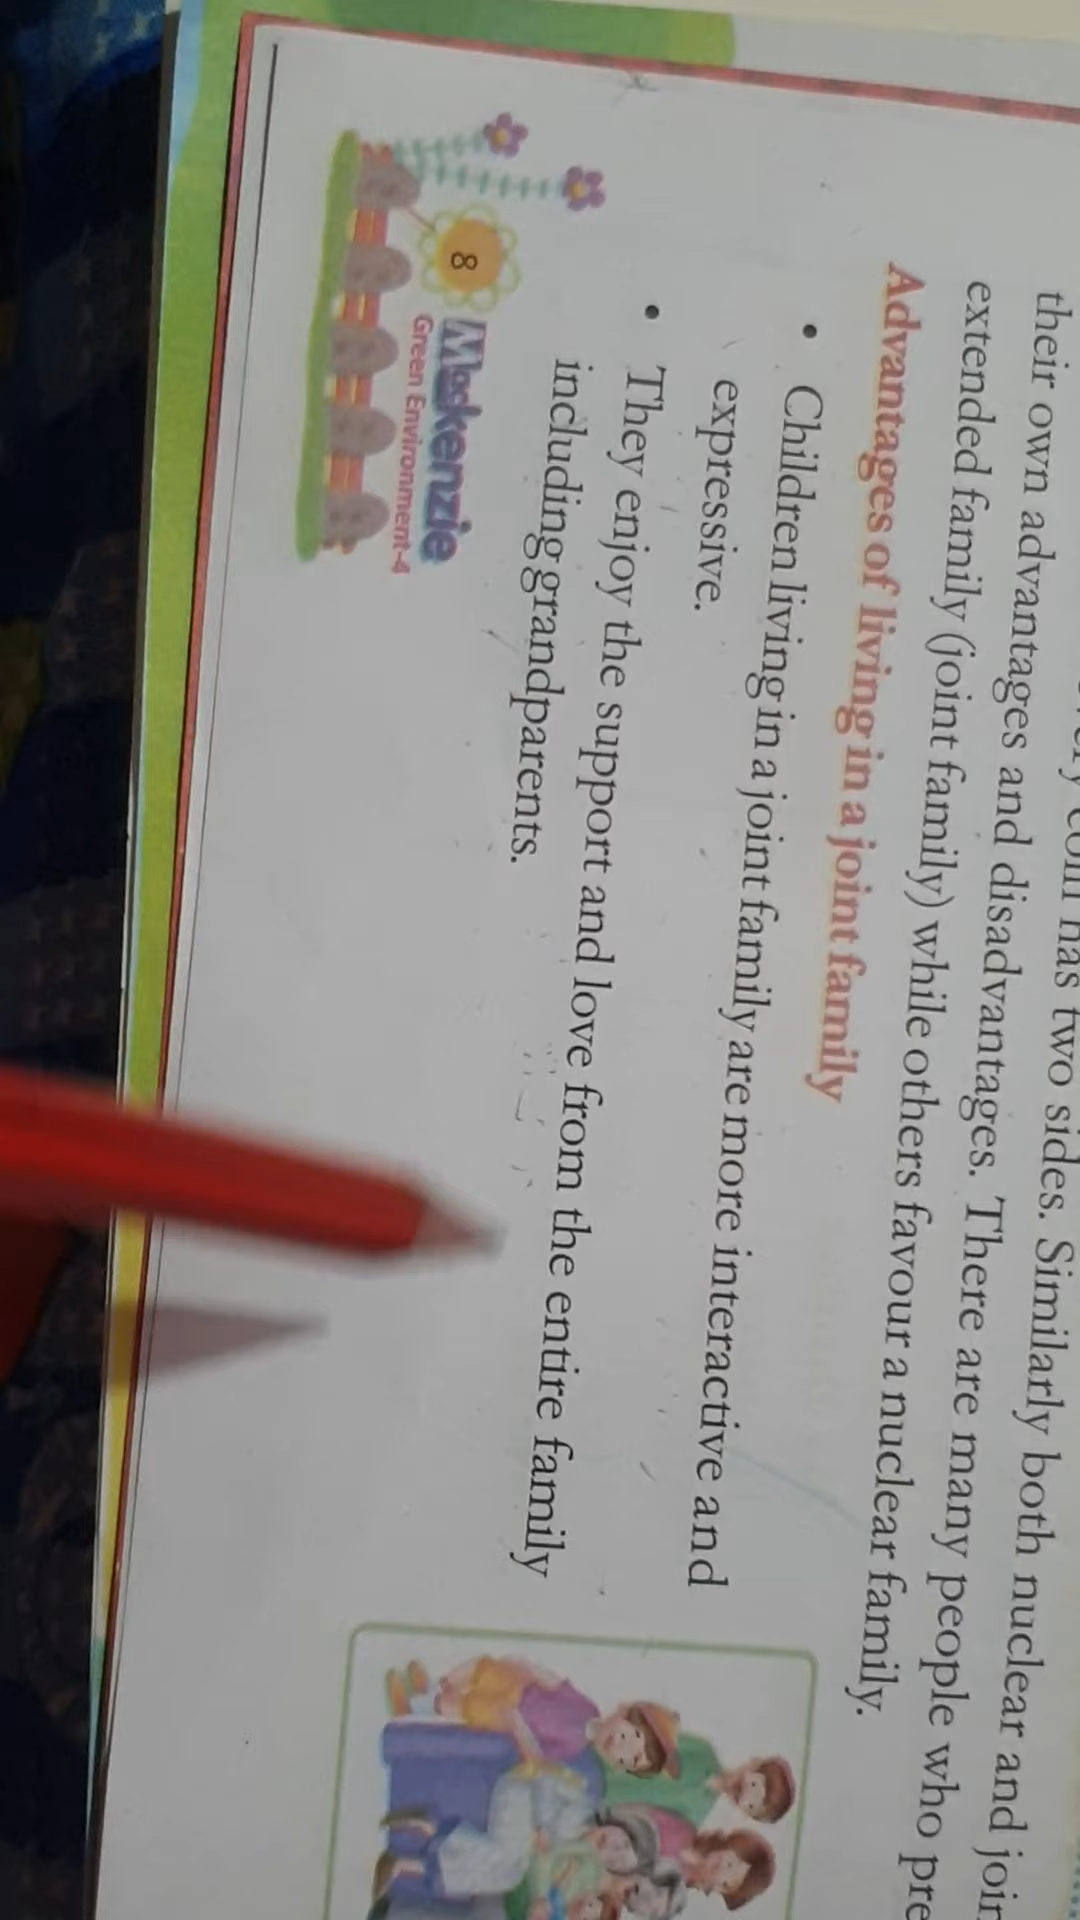 has two sides. Similarly both nuclear and
their own advantages and disadvantages. There are many people who
extended family (joint family) while others favour a nuclear family.
Advantages of living in a joint family
• Children living in a joint family are more interactive and
expressive.
• They enjoy the support and love from the entire family
including grandparents.
8
Maskenzie
Green Environment-4